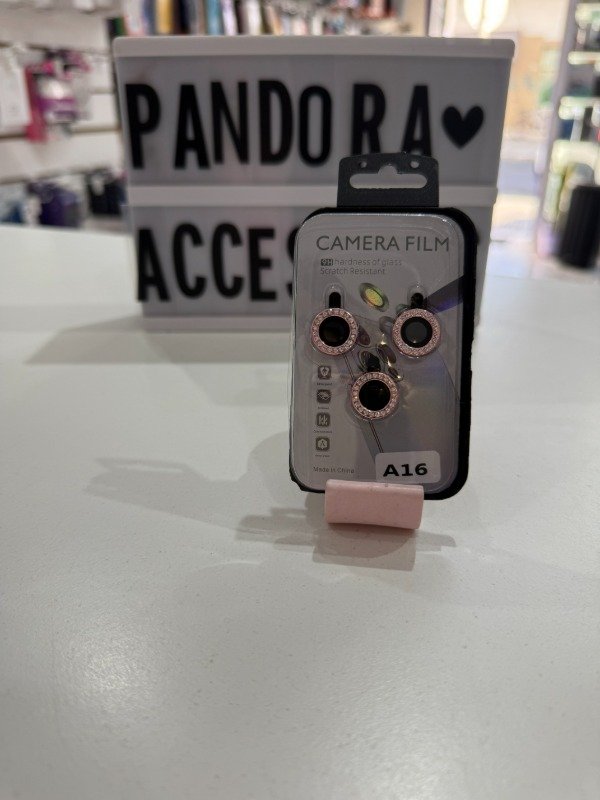 PANDORA♥
ACCES
CAMERA FILM
9H hardness of glass
Scratch Resistant
Made in China
A16